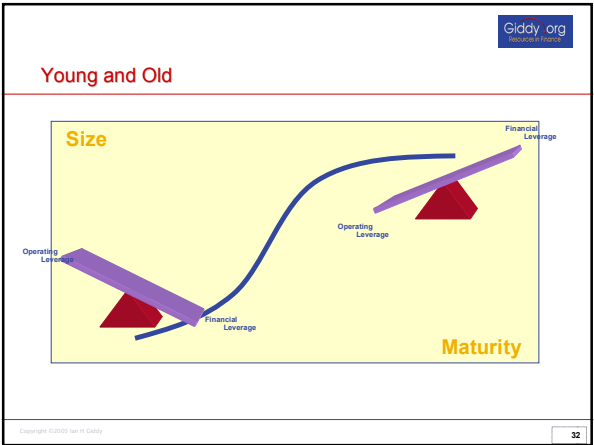 Giddy.org
Resources in Finance
Young and Old
Size
Financial
Leverage
Operating
Leverage
Operating
Leverage
Financial
Leverage
Maturity
Copyright ©2005 Ian H Giddy
32